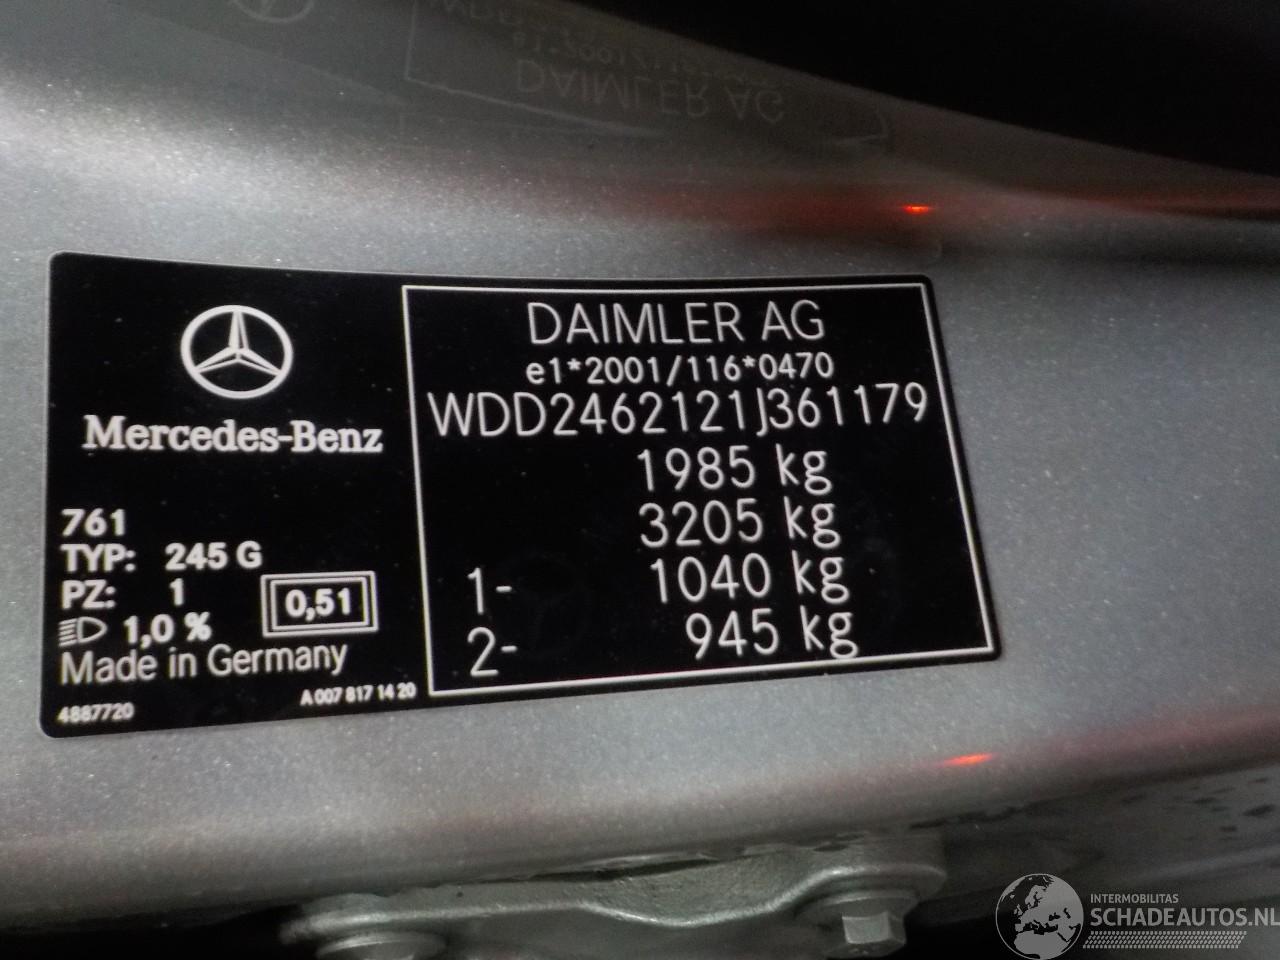 DAIMLER AG
Mercedes-Benz
761
TYP: 245 G
PZ: 1
1,0 %
0,51
Made in Germany
4887720
A 007 817 14 20
DAIMLER AG
e1*2001/116*0470
WDD2462121J361179
1985 kg
3205 kg
1- 1040 kg
2- 945 kg
INTERMOBILITAS
SCHADEAUTOS.NL